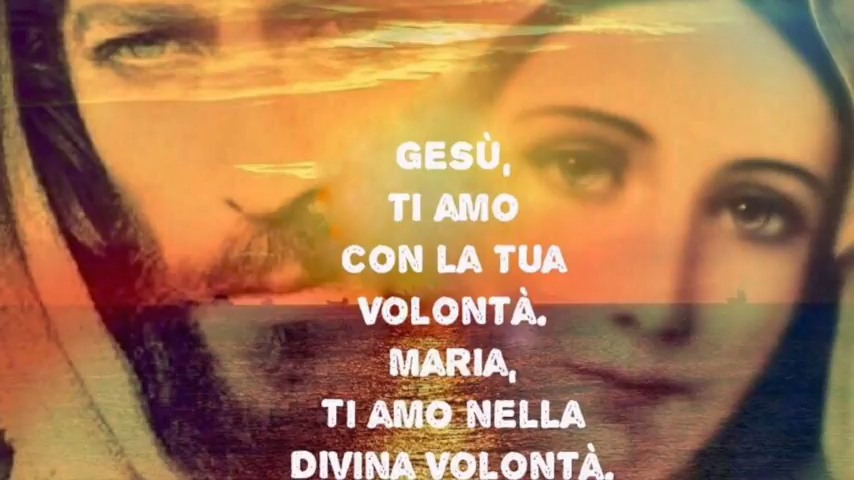 GESÙ,
TI AMO
CON LA TUA
VOLONTÀ.
MARIA,
TI AMO NELLA
DIVINA VOLONTÀ.